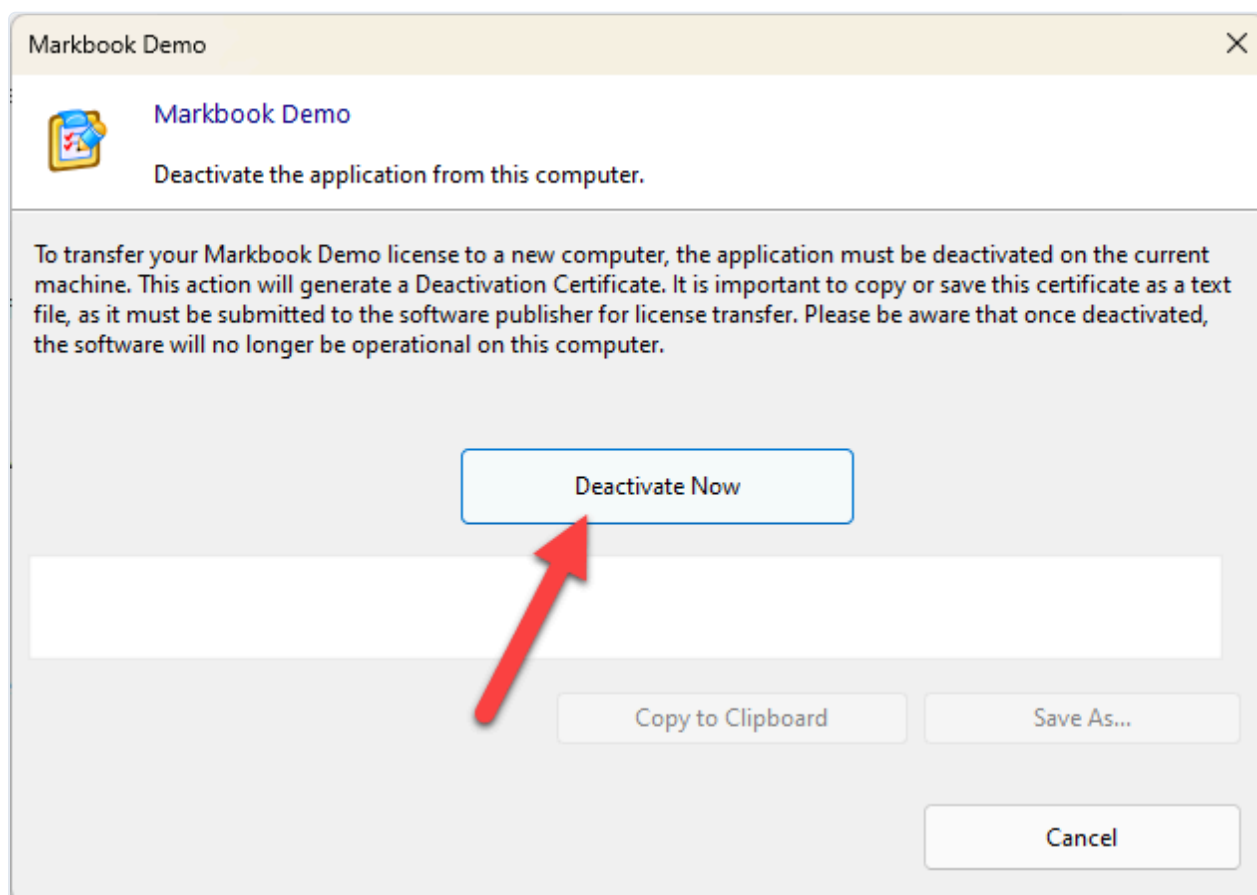 Markbook Demo
Markbook Demo
Deactivate the application from this computer.
To transfer your Markbook Demo license to a new computer, the application must be deactivated on the current
machine. This action will generate a Deactivation Certificate. It is important to copy or save this certificate as a text
file, as it must be submitted to the software publisher for license transfer. Please be aware that once deactivated,
the software will no longer be operational on this computer.
Deactivate Now
Copy to Clipboard
Save As...
Cancel